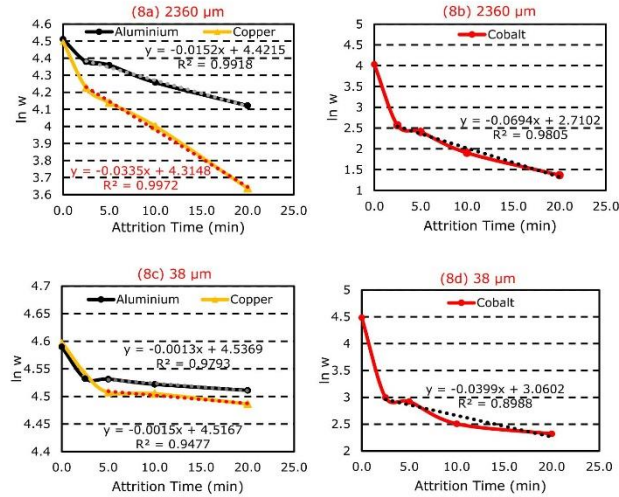 (8a) 2360 µm
Aluminium
Copper
y = -0.0152x + 4.4215
R² = 0.9918
y = -0.0335x + 4.3148
R² = 0.9972
ln w
4.6
4.5
4.4
4.3
4.2
4.1
4
3.9
3.8
3.7
3.6
0.0 5.0 10.0 15.0 20.0 25.0
Attrition Time (min)
(8b) 2360 µm
Cobalt
y = -0.0694x + 2.7102
R² = 0.9805
ln w
5
4.5
4
3.5
3
2.5
2
1.5
1
0.0 5.0 10.0 15.0 20.0 25.0
Attrition Time (min)
(8c) 38 µm
Aluminium
Copper
y = -0.0013x + 4.5369
R² = 0.9793
y = -0.0015x + 4.5167
R² = 0.9477
ln w
4.7
4.65
4.6
4.55
4.5
4.45
4.4
0.0 5.0 10.0 15.0 20.0 25.0
Attrition Time (min)
(8d) 38 µm
Cobalt
y = -0.0399x + 3.0602
R² = 0.8988
ln w
5
4.5
4
3.5
3
2.5
2
0.0 5.0 10.0 15.0 20.0 25.0
Attrition Time (min)